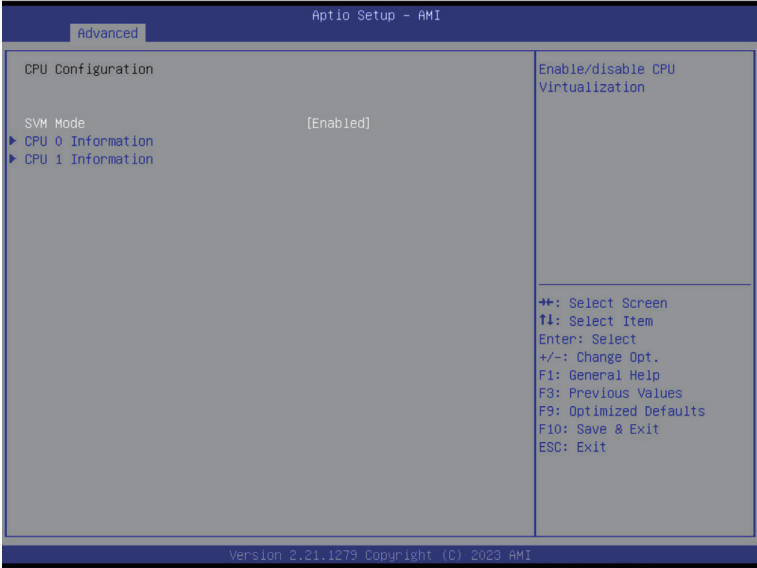 Aptio Setup – AMI
Advanced
CPU Configuration
SVM Mode [Enabled]
CPU 0 Information
CPU 1 Information
Enable/disable CPU
Virtualization
→←: Select Screen
↑↓: Select Item
Enter: Select
+/-: Change Opt.
F1: General Help
F3: Previous Values
F9: Optimized Defaults
F10: Save & Exit
ESC: Exit
Version 2.21.1279 Copyright (C) 2023 AMI